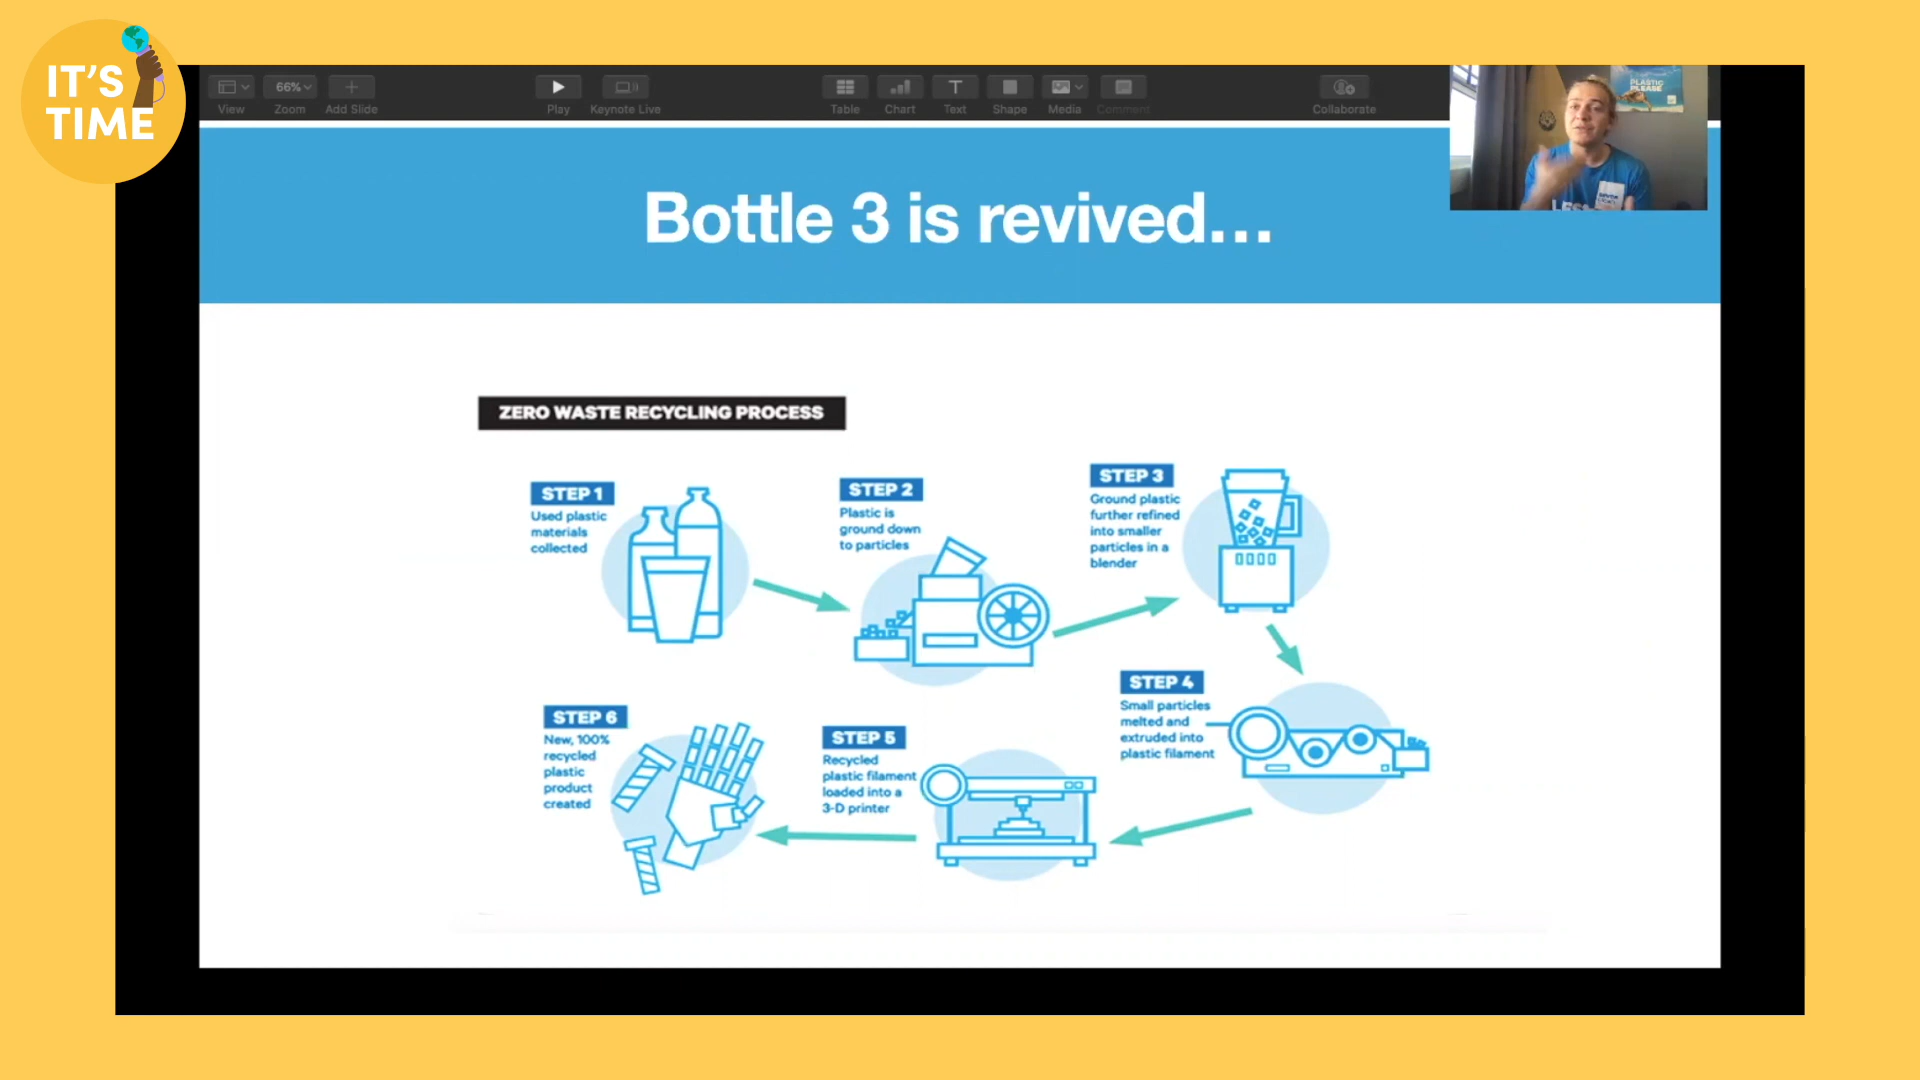 IT'S
TIME
View
66%
Zoom
Add Slide
Play
Keynote Live
Table
Chart
Text
Shape
Media
Comment
Collaborate
PLASTIC
PLEASE
Bottle 3 is revived...
ZERO WASTE RECYCLING PROCESS
STEP 1
Used plastic
materials
collected
STEP 2
Plastic is
ground down
to particles
STEP 3
Ground plastic
further refined
into smaller
particles in a
blender
STEP 4
Small particles
melted and
extruded into
plastic filament
STEP 5
Recycled
plastic filament
loaded into a
3-D printer
STEP 6
New, 100%
recycled
plastic
product
created